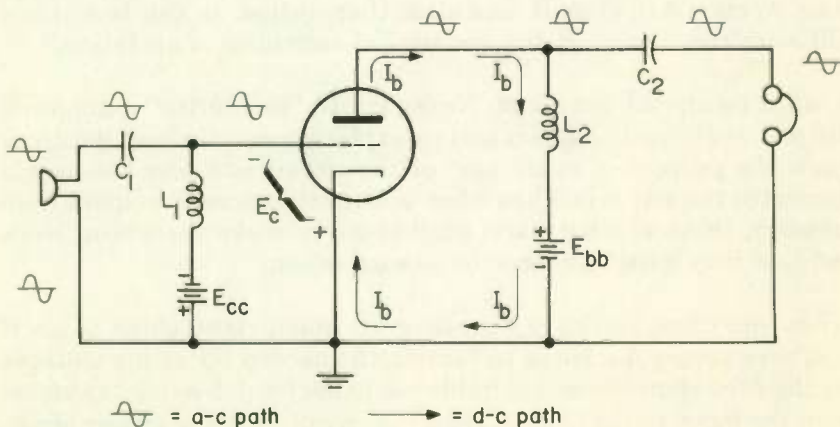 I_b
I_b
C_2
L_2
C_1
L_1
−
E_c
+
+
E_bb
−
I_b
I_b
−
E_cc
+
= a-c path
= d-c path